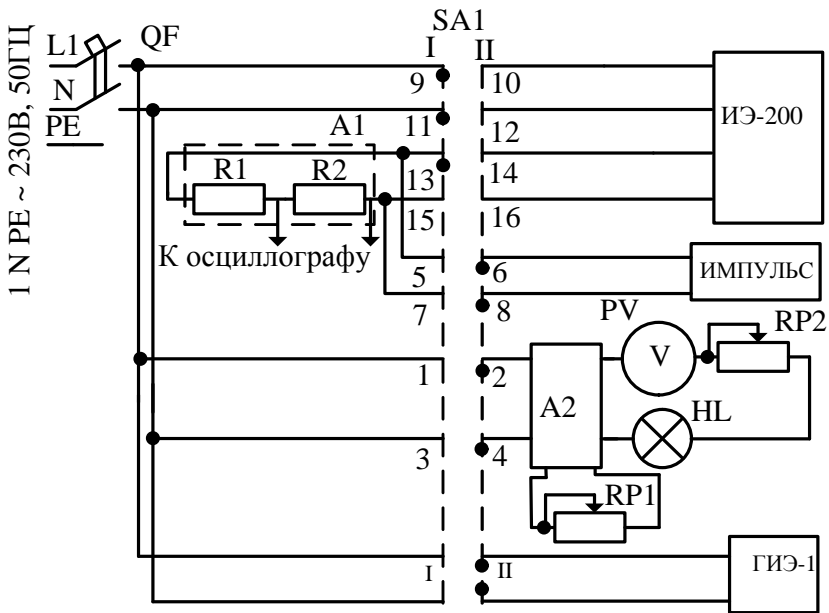 SA1
L1
QF
I
II
9
10
N
11
12
ИЭ-200
PE
A1
R1
R2
13
14
15
16
К осциллографу
1 N PE ~ 230В, 50ГЦ
5
6
ИМПУЛЬС
7
8
PV
RP2
V
1
2
A2
HL
3
4
RP1
I
II
ГИЭ-1